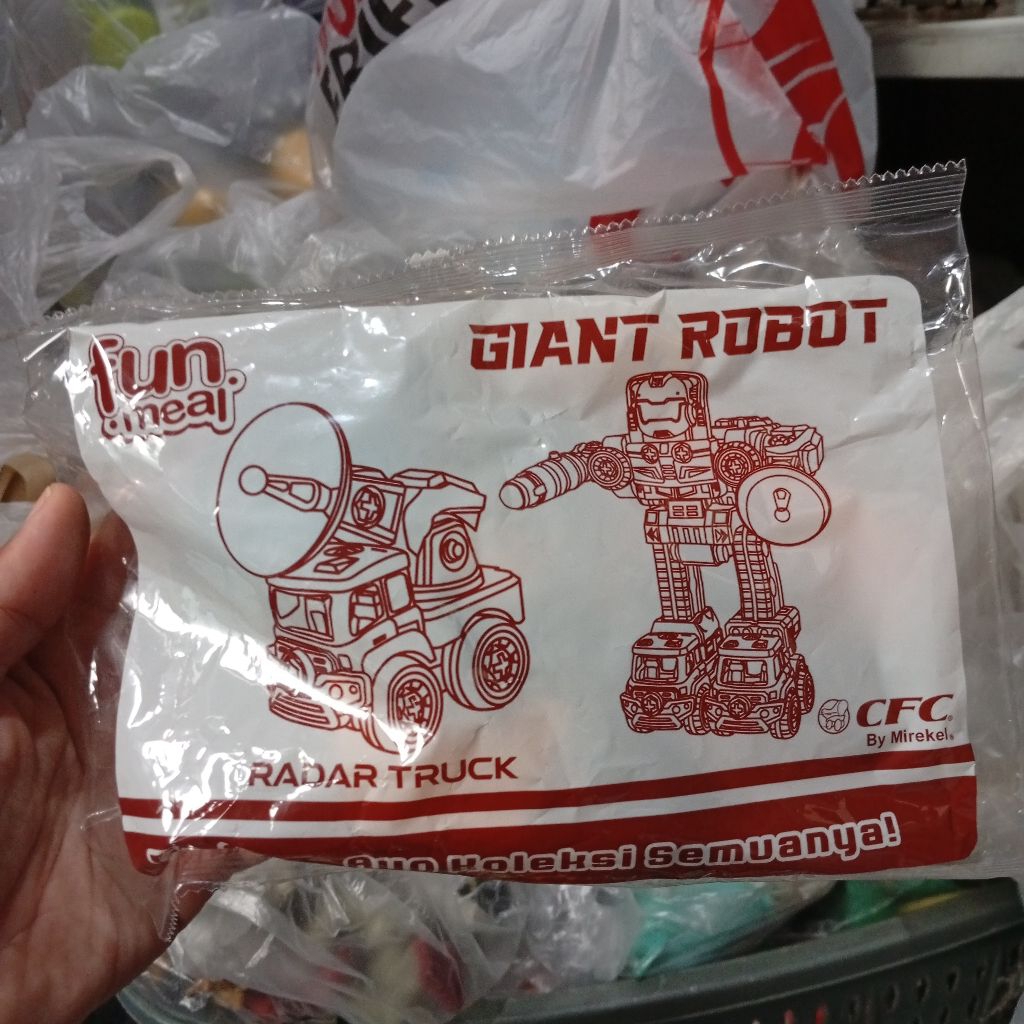 fun
meal
GIANT ROBOT
CFC
By Mirekel
RADAR TRUCK
Ayo Koleksi Semuanya!